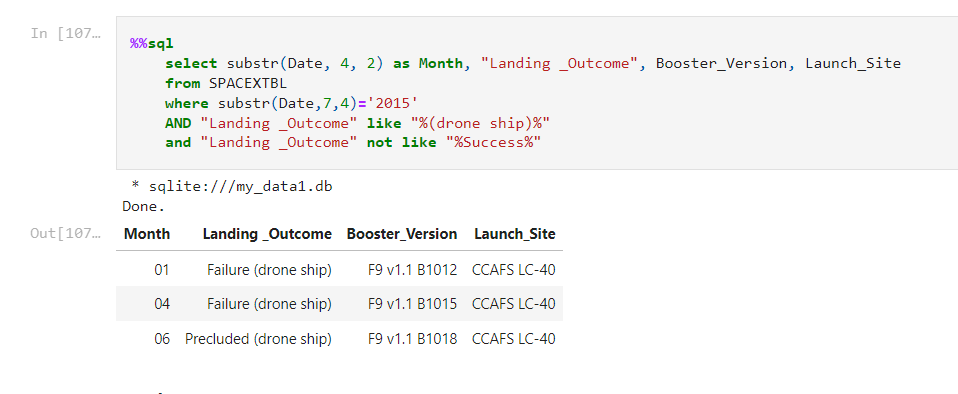 In [107…
%%sql
select substr(Date, 4, 2) as Month, "Landing _Outcome", Booster_Version, Launch_Site
from SPACEXTBL
where substr(Date,7,4)='2015'
AND "Landing _Outcome" like "%(drone ship)%"
and "Landing _Outcome" not like "%Success%"
* sqlite:///my_data1.db
Done.
Out[107…
Month Landing _Outcome Booster_Version Launch_Site
01 Failure (drone ship) F9 v1.1 B1012 CCAFS LC-40
04 Failure (drone ship) F9 v1.1 B1015 CCAFS LC-40
06 Precluded (drone ship) F9 v1.1 B1018 CCAFS LC-40